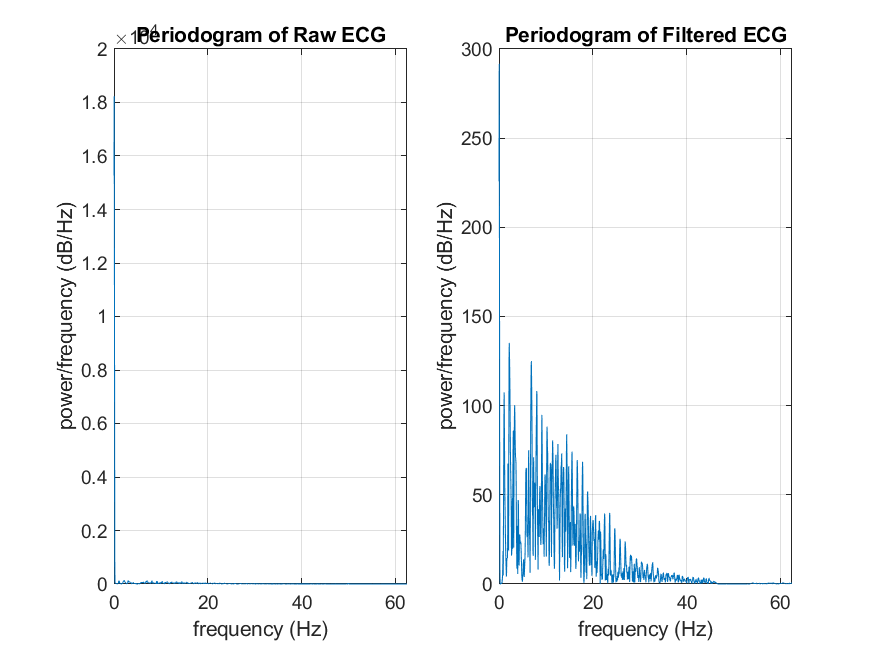 Periodogram of Raw ECG
×10^4
2
1.8
1.6
1.4
1.2
1
0.8
0.6
0.4
0.2
0
0 20 40 60
frequency (Hz)
power/frequency (dB/Hz)
Periodogram of Filtered ECG
300
250
200
150
100
50
0
0 20 40 60
frequency (Hz)
power/frequency (dB/Hz)